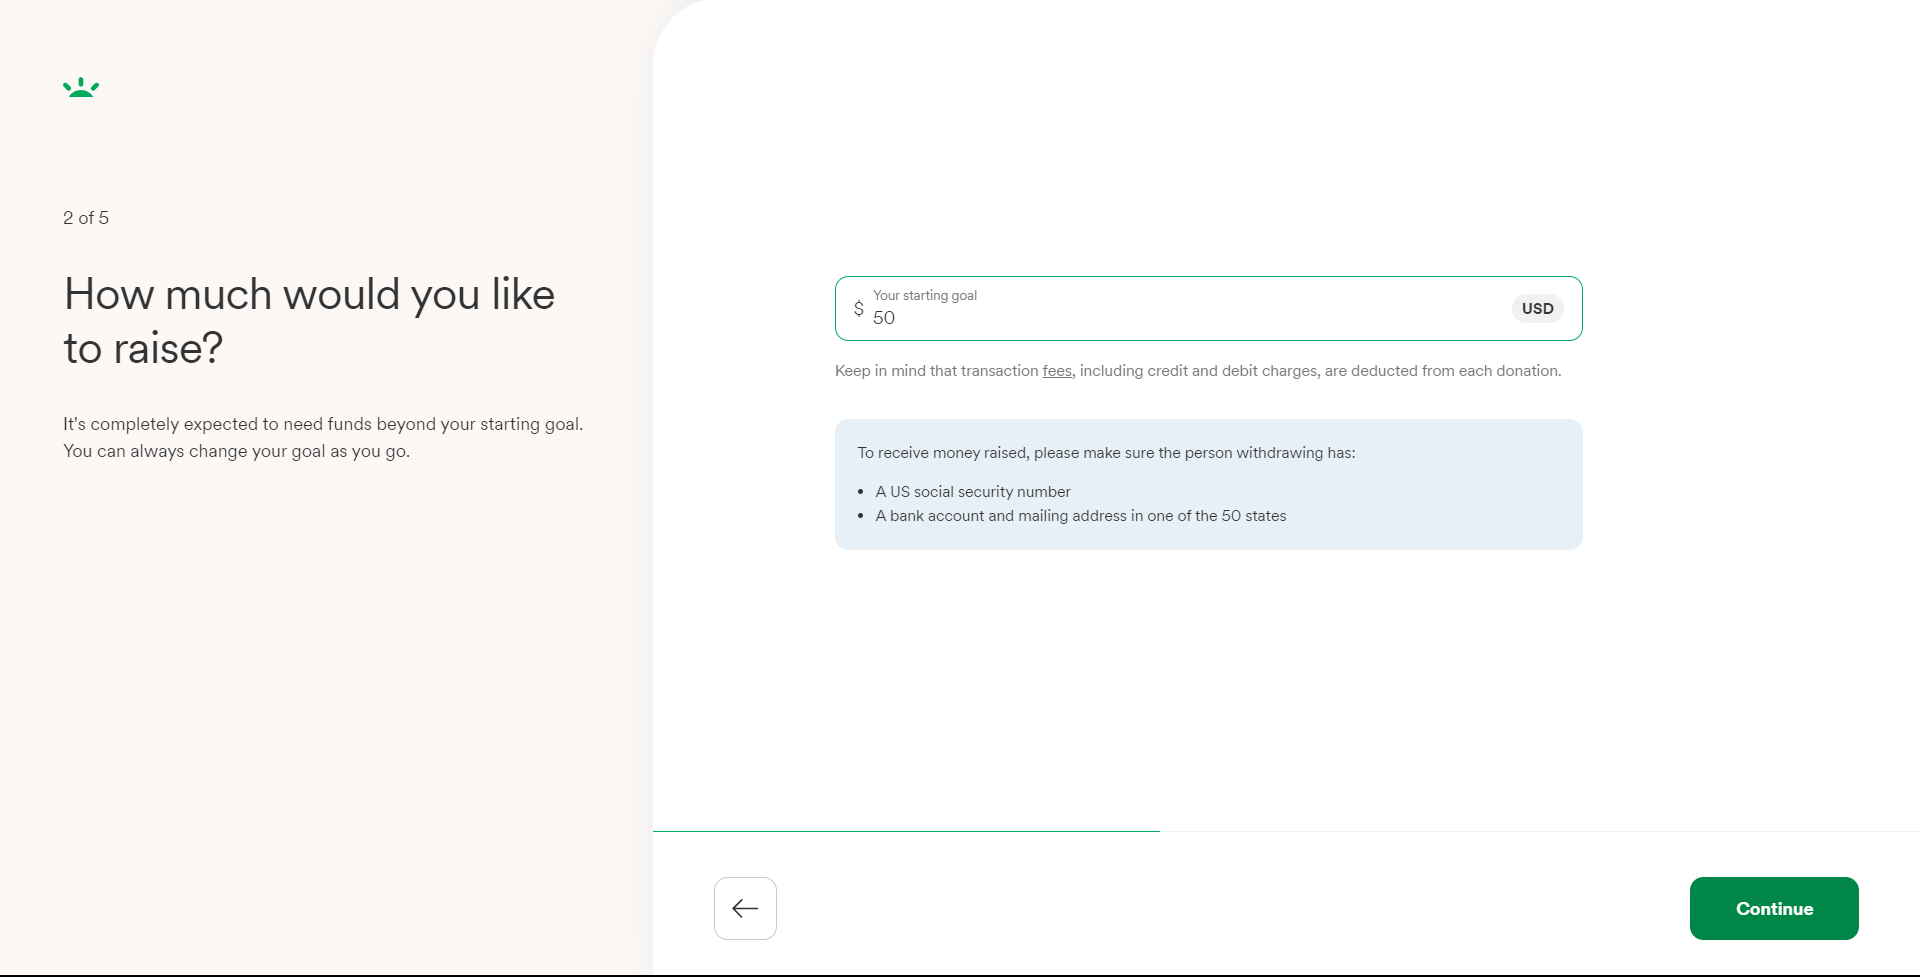 2 of 5
How much would you like
to raise?
It's completely expected to need funds beyond your starting goal.
You can always change your goal as you go.
Your starting goal
$ 50
USD
Keep in mind that transaction fees, including credit and debit charges, are deducted from each donation.
To receive money raised, please make sure the person withdrawing has:
• A US social security number
• A bank account and mailing address in one of the 50 states
Continue